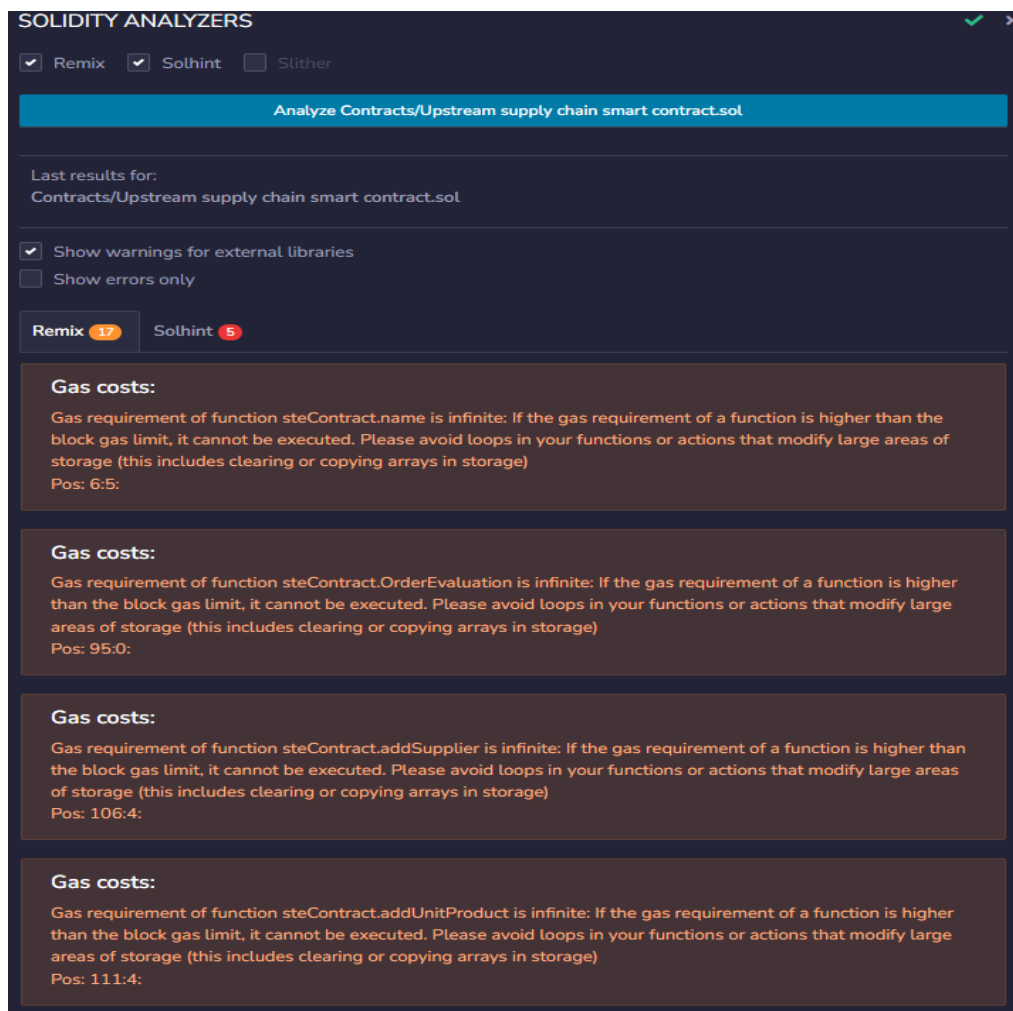 SOLIDITY ANALYZERS
Remix Solhint Slither
Analyze Contracts/Upstream supply chain smart contract.sol
Last results for:
Contracts/Upstream supply chain smart contract.sol
Show warnings for external libraries
Show errors only
Remix 17 Solhint 5
Gas costs:
Gas requirement of function steContract.name is infinite: If the gas requirement of a function is higher than the
block gas limit, it cannot be executed. Please avoid loops in your functions or actions that modify large areas of
storage (this includes clearing or copying arrays in storage)
Pos: 6:5:
Gas costs:
Gas requirement of function steContract.OrderEvaluation is infinite: If the gas requirement of a function is higher
than the block gas limit, it cannot be executed. Please avoid loops in your functions or actions that modify large
areas of storage (this includes clearing or copying arrays in storage)
Pos: 95:0:
Gas costs:
Gas requirement of function steContract.addSupplier is infinite: If the gas requirement of a function is higher than
the block gas limit, it cannot be executed. Please avoid loops in your functions or actions that modify large areas
of storage (this includes clearing or copying arrays in storage)
Pos: 106:4:
Gas costs:
Gas requirement of function steContract.addUnitProduct is infinite: If the gas requirement of a function is higher
than the block gas limit, it cannot be executed. Please avoid loops in your functions or actions that modify large
areas of storage (this includes clearing or copying arrays in storage)
Pos: 111:4: